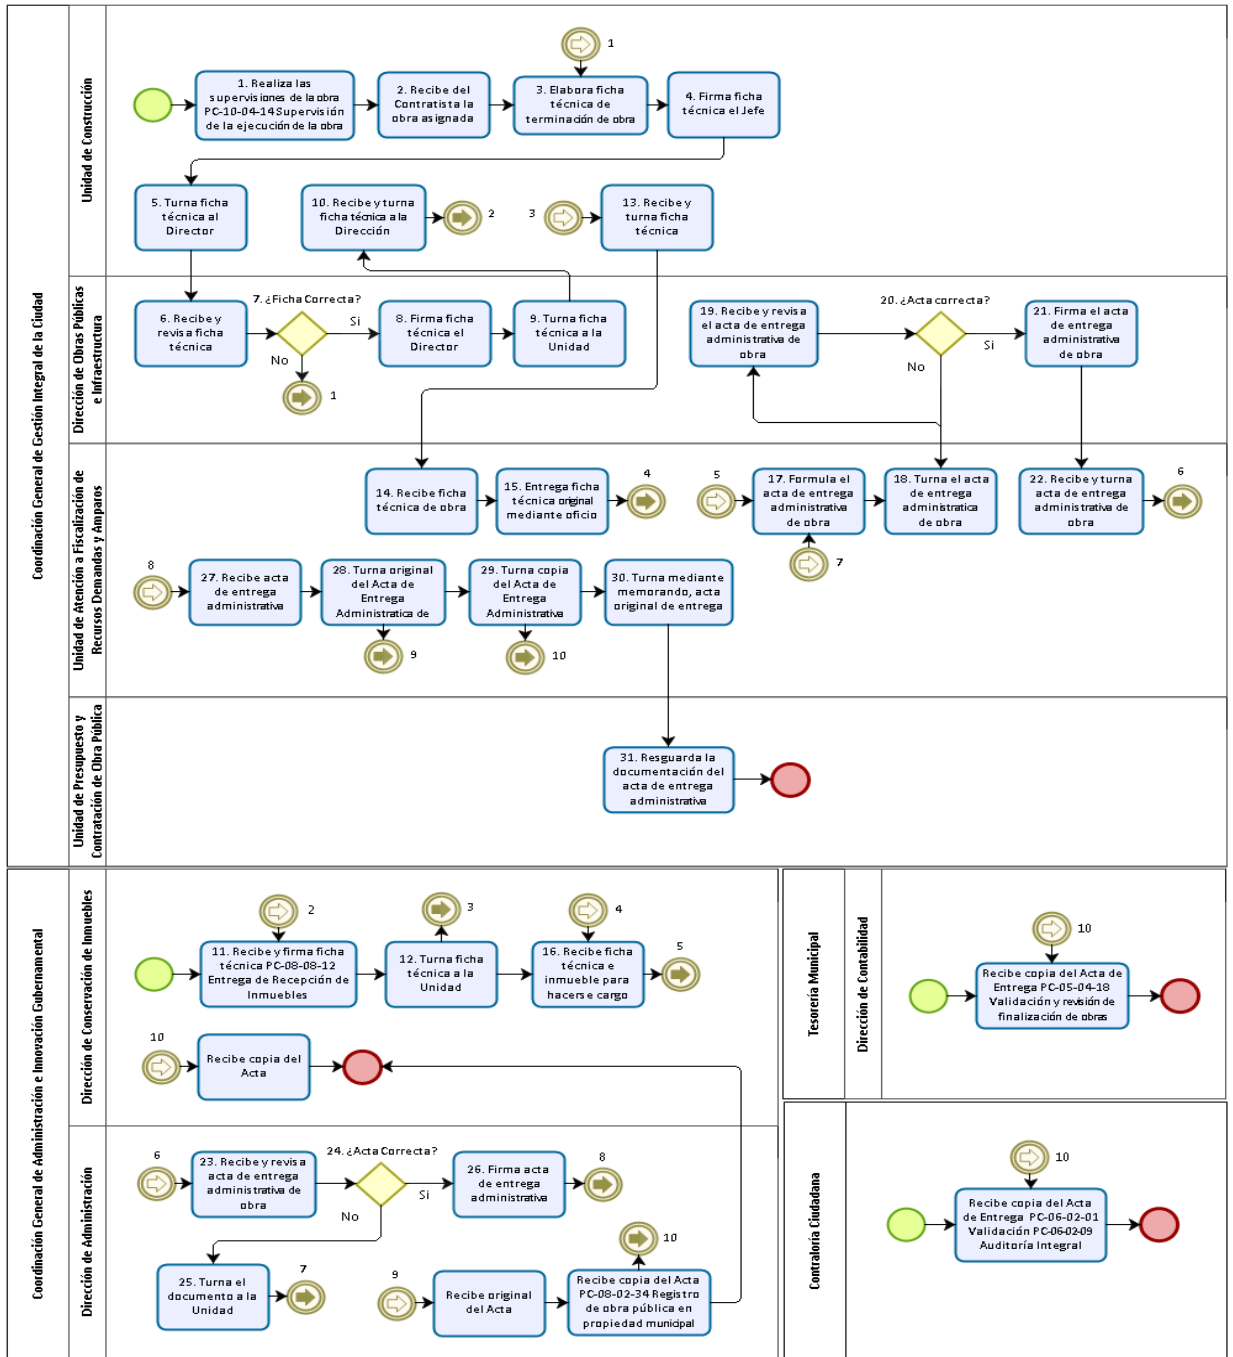 Coordinación General de Gestión Integral de la Ciudad
Unidad de Construcción
1
1. Realiza las
supervisiones de la obra
PC-10-04-14 Supervisión
de la ejecución de la obra
2. Recibe del
Contratista la
obra asignada
3. Elabora ficha
técnica de
terminación de obra
4. Firma ficha
técnica el Jefe
5. Turna ficha
técnica al
Director
10. Recibe y turna
ficha técnica a la
Dirección
2
3
13. Recibe y
turna ficha
técnica
Dirección de Obras Públicas
e Infraestructura
6. Recibe y
revisa ficha
técnica
7. ¿Ficha Correcta?
Si
No
1
8. Firma ficha
técnica el
Director
9. Turna ficha
técnica a la
Unidad
19. Recibe y revisa
el acta de entrega
administrativa de
obra
20. ¿Acta correcta?
Si
No
21. Firma el acta
de entrega
administrativa
de obra
Unidad de Atención a Fiscalización de
Recursos Demandas y Amparos
14. Recibe ficha
técnica de obra
15. Entrega ficha
técnica original
mediante oficio
4
5
17. Formula el
acta de entrega
administrativa
de obra
7
18. Turna el acta
de entrega
administratica
de obra
22. Recibe y turna
acta de entrega
administrativa de
obra
6
8
27. Recibe acta
de entrega
administrativa
28. Turna original
del Acta de
Entrega
Administratica de
9
29. Turna copia
del Acta de
Entrega
Administrativa
10
30. Turna mediante
memorando, acta
original de entrega
Unidad de Presupuesto y
Contratación de Obra Pública
31. Resguarda la
documentación del
acta de entrega
administrativa
Coordinación General de Administración e Innovación Gubernamental
Dirección de Conservación de Inmuebles
2
11. Recibe y firma ficha
técnica PC-08-08-12
Entrega de Recepción de
Inmuebles
3
12. Turna ficha
técnica a la
Unidad
4
16. Recibe ficha
técnica e
inmueble para
hacerse cargo
5
10
Recibe copia del
Acta
Dirección de Administración
6
23. Recibe y revisa
acta de entrega
administrativa de
obra
24. ¿Acta Correcta?
Si
No
26. Firma acta
de entrega
administrativa
8
25. Turna el
documento a la
Unidad
7
9
Recibe original
del Acta
10
Recibe copia del Acta
PC-08-02-34 Registro
de obra pública en
propiedad municipal
Tesorería Municipal
Dirección de Contabilidad
10
Recibe copia del Acta de
Entrega PC-05-04-18
Validación y revisión de
finalización de obras
Contraloría Ciudadana
10
Recibe copia del Acta
de Entrega PC-06-02-01
Validación PC-06-02-09
Auditoría Integral